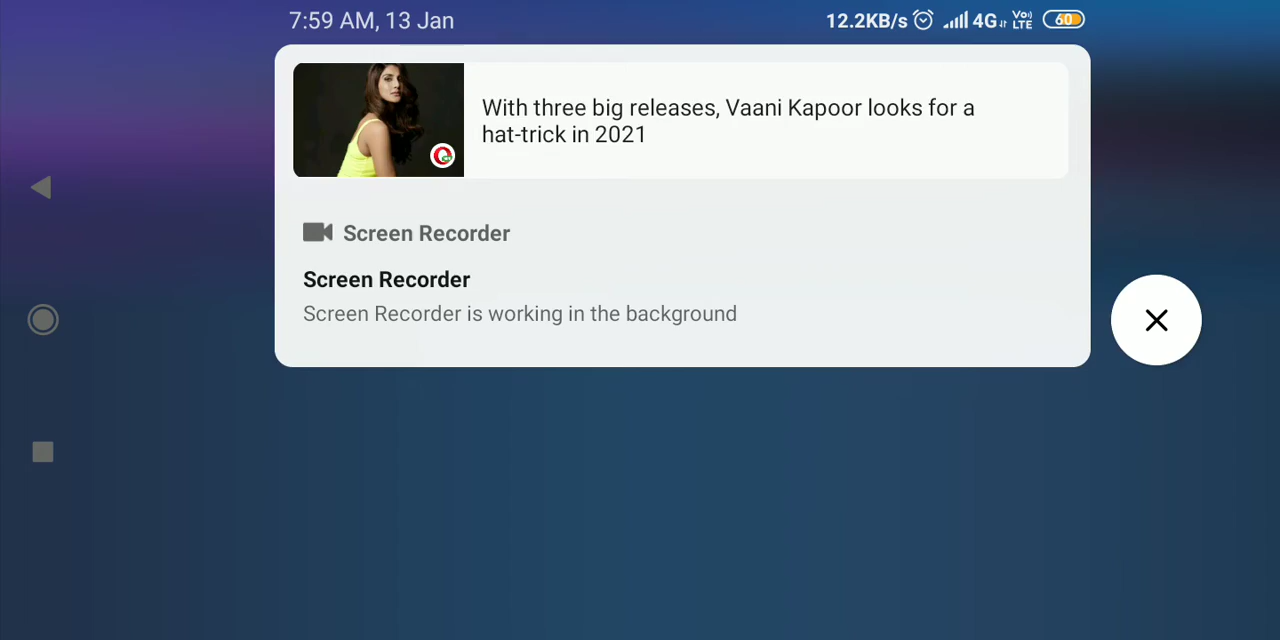 7:59 AM, 13 Jan
12.2KB/s 4G Vo) LTE 60
With three big releases, Vaani Kapoor looks for a
hat-trick in 2021
Screen Recorder
Screen Recorder
Screen Recorder is working in the background